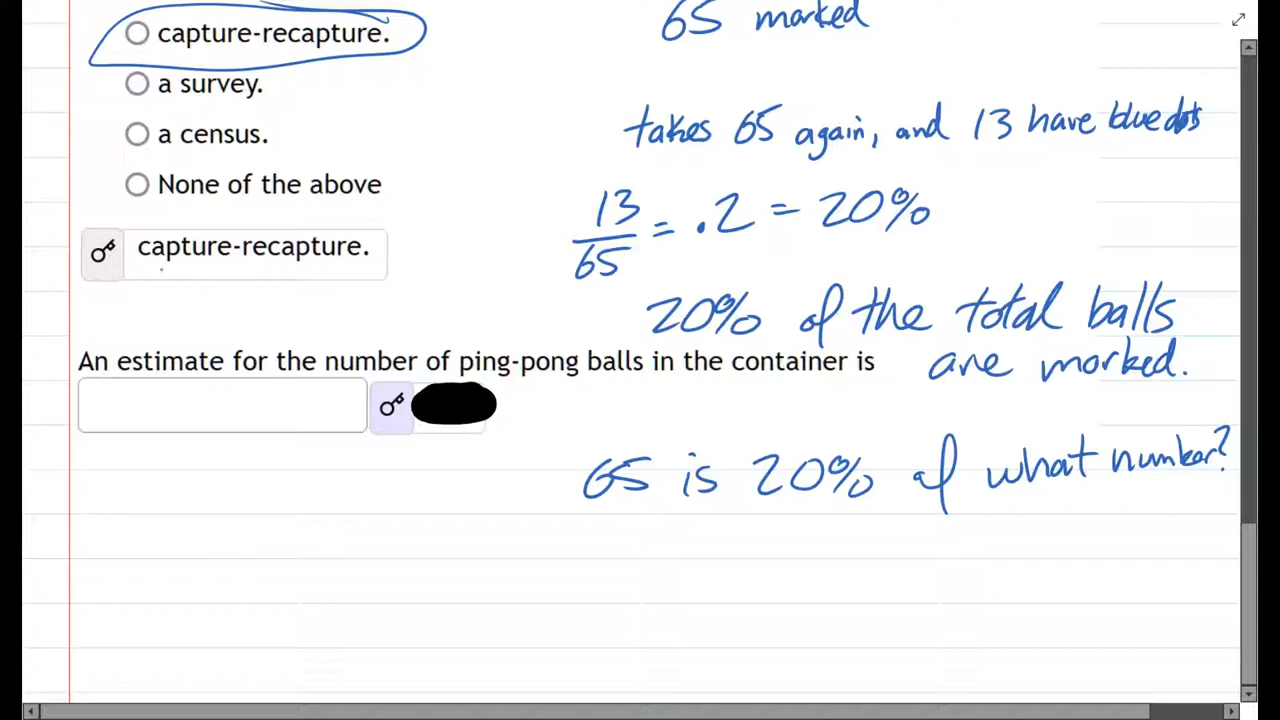 capture-recapture.
65 marked
a survey.
takes 65 again, and 13 have blue dots
a census.
None of the above
13/65 = .2 = 20%
capture-recapture.
20% of the total balls
are marked.
An estimate for the number of ping-pong balls in the container is
65 is 20% of what number?